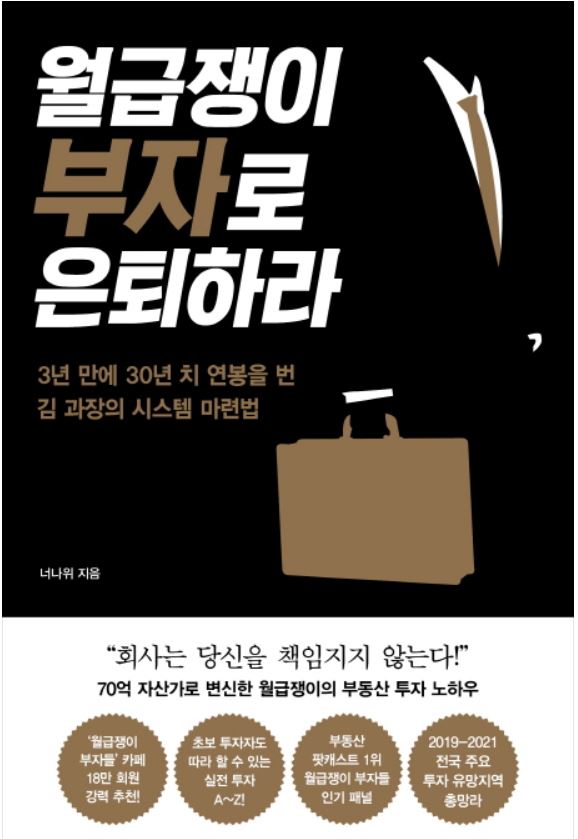 월급쟁이
부자로
은퇴하라
3년 만에 30년 치 연봉을 번
김 과장의 시스템 마련법
너나위 지음
“회사는 당신을 책임지지 않는다!”
70억 자산가로 변신한 월급쟁이의 부동산 투자 노하우
‘월급쟁이
부자들’ 카페
18만 회원
강력 추천!
초보 투자자도
따라 할 수 있는
실전 투자
A~Z!
부동산
팟캐스트 1위
월급쟁이 부자들
인기 패널
2019-2021
전국 주요
투자 유망지역
총망라